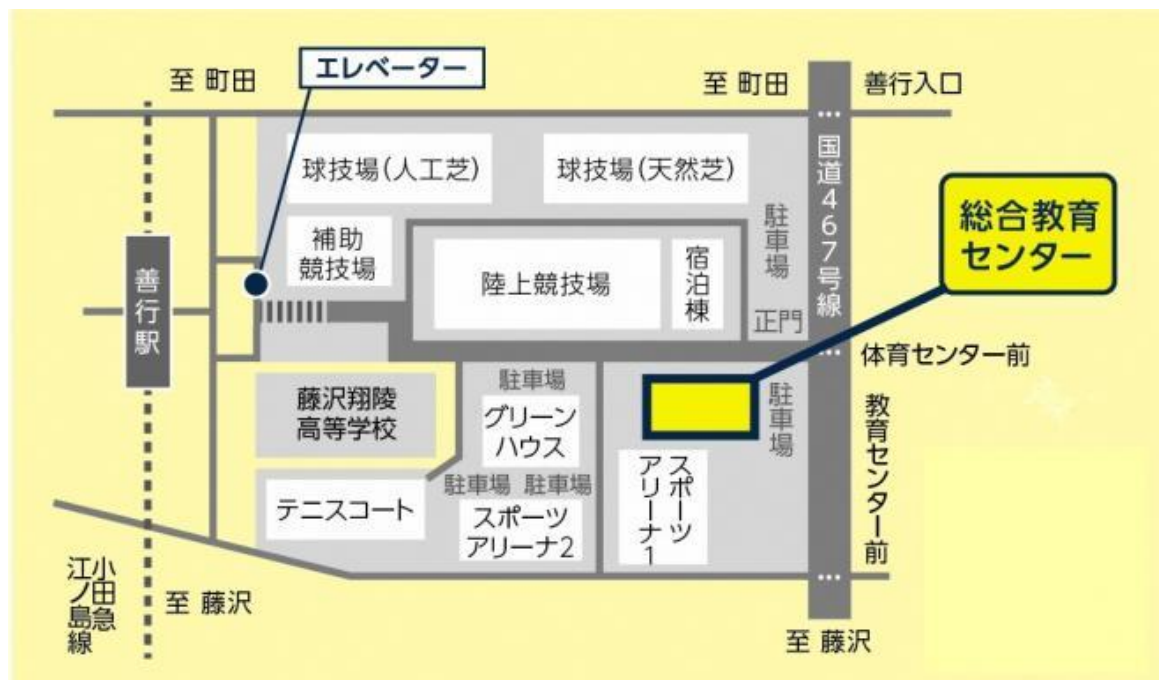 エレベーター
至 町田
至 町田
善行入口
球技場(人工芝)
球技場(天然芝)
国道467号線
駐車場
総合教育
センター
補助
競技場
陸上競技場
宿泊棟
善行駅
正門
体育センター前
駐車場
藤沢翔陵
高等学校
グリーン
ハウス
駐車場
教育センター前
駐車場 駐車場
スポーツ
アリーナ1
テニスコート
スポーツ
アリーナ2
小田急
江ノ島線
至 藤沢
至 藤沢